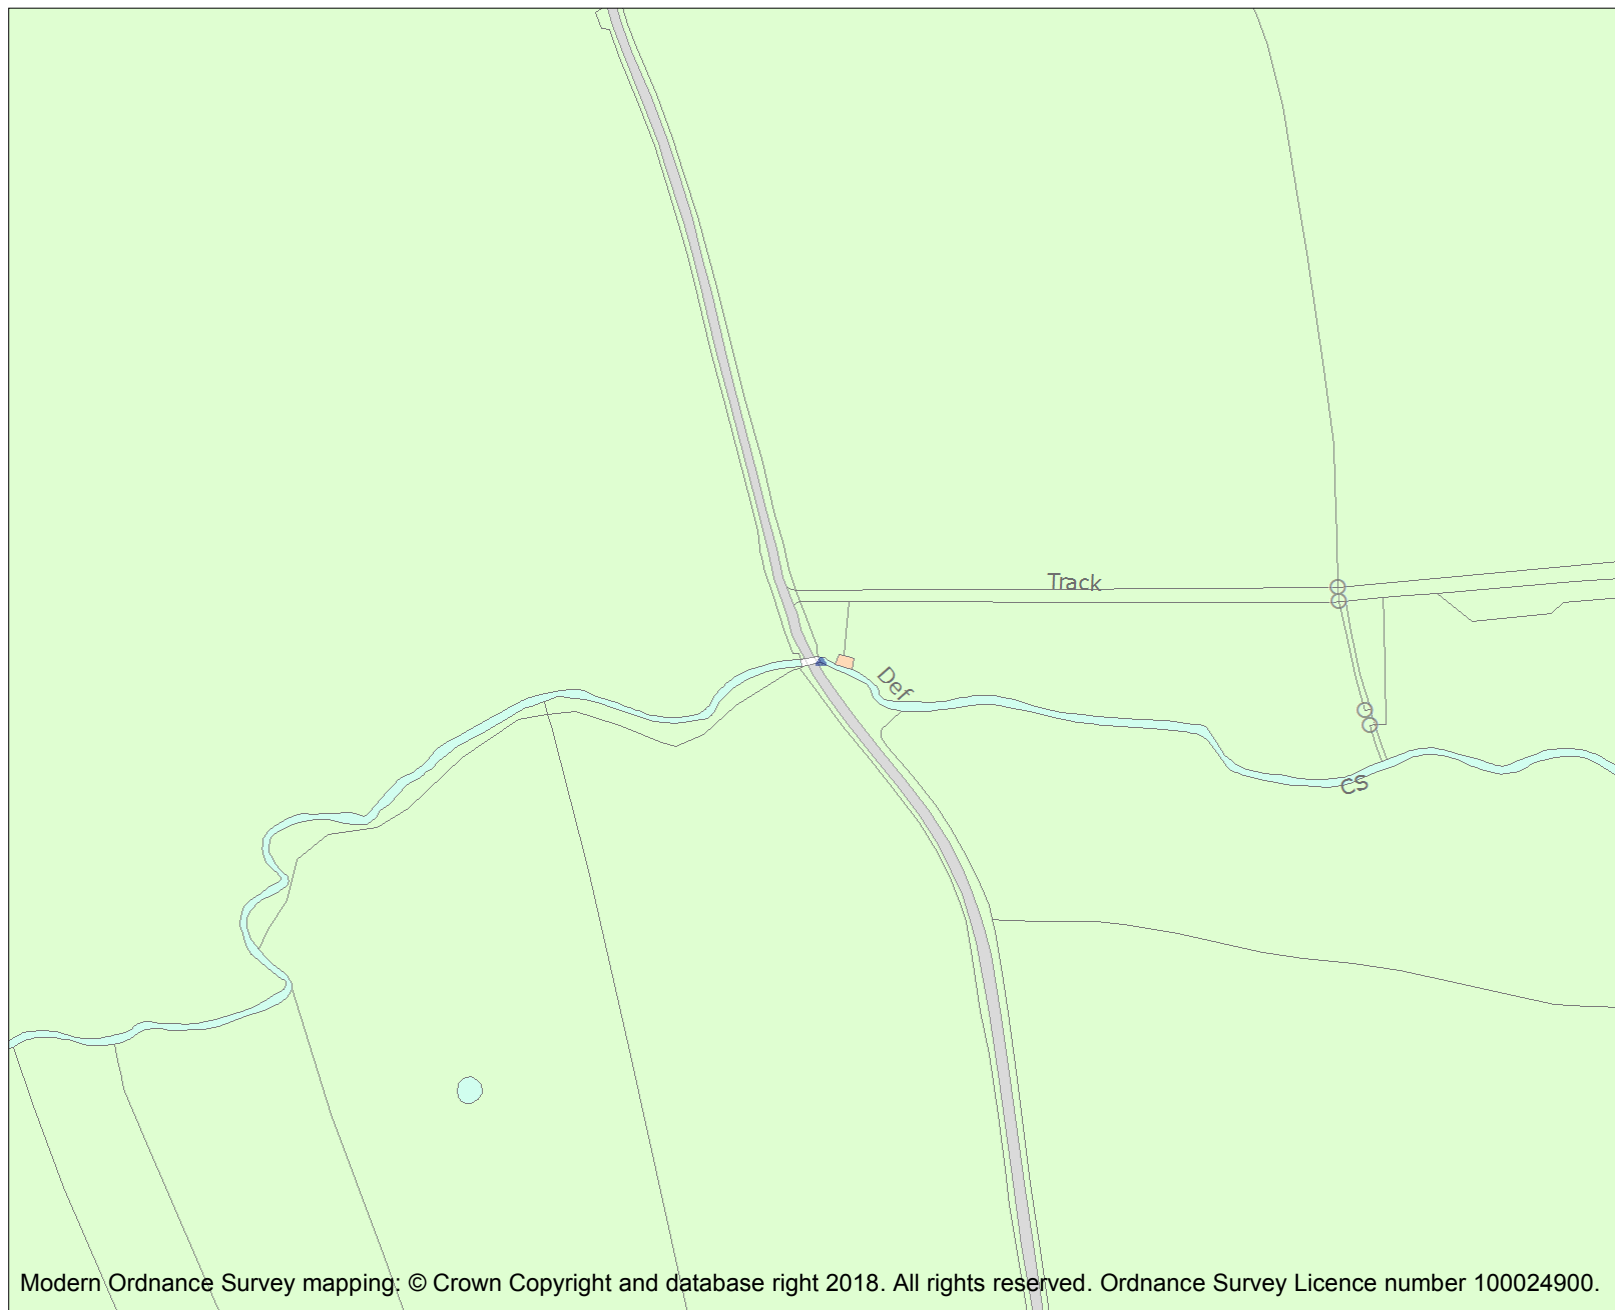 Track
Def
CS
Modern Ordnance Survey mapping: © Crown Copyright and database right 2018. All rights reserved. Ordnance Survey Licence number 100024900.